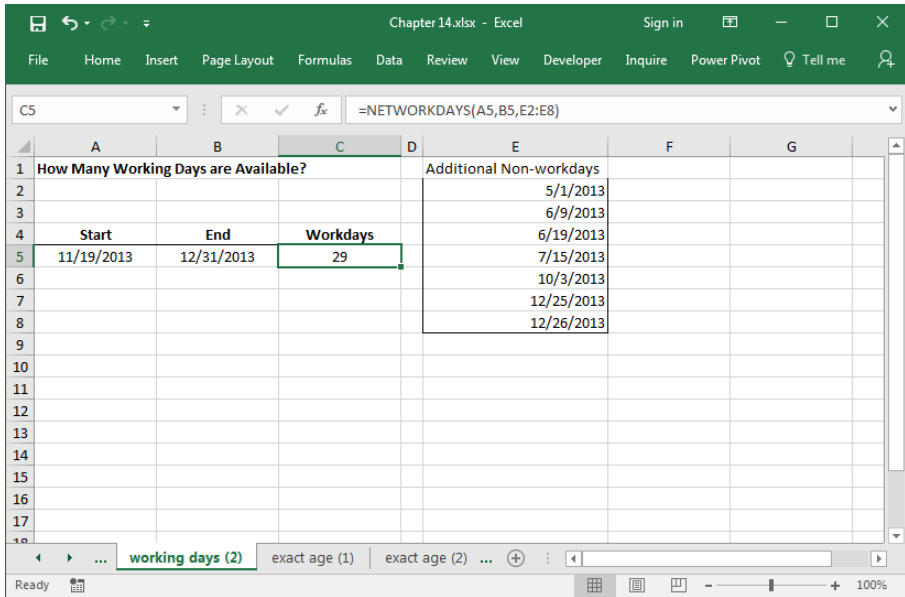 Chapter 14.xlsx - Excel Sign in
File Home Insert Page Layout Formulas Data Review View Developer Inquire Power Pivot Tell me
C5 fx =NETWORKDAYS(A5,B5,E2:E8)
A B C D E F G
1 How Many Working Days are Available? Additional Non-workdays
2 5/1/2013
3 6/9/2013
4 Start End Workdays 6/19/2013
5 11/19/2013 12/31/2013 29 7/15/2013
6 10/3/2013
7 12/25/2013
8 12/26/2013
9
10
11
12
13
14
15
16
17
18
... working days (2) exact age (1) exact age (2) ...
Ready 100%